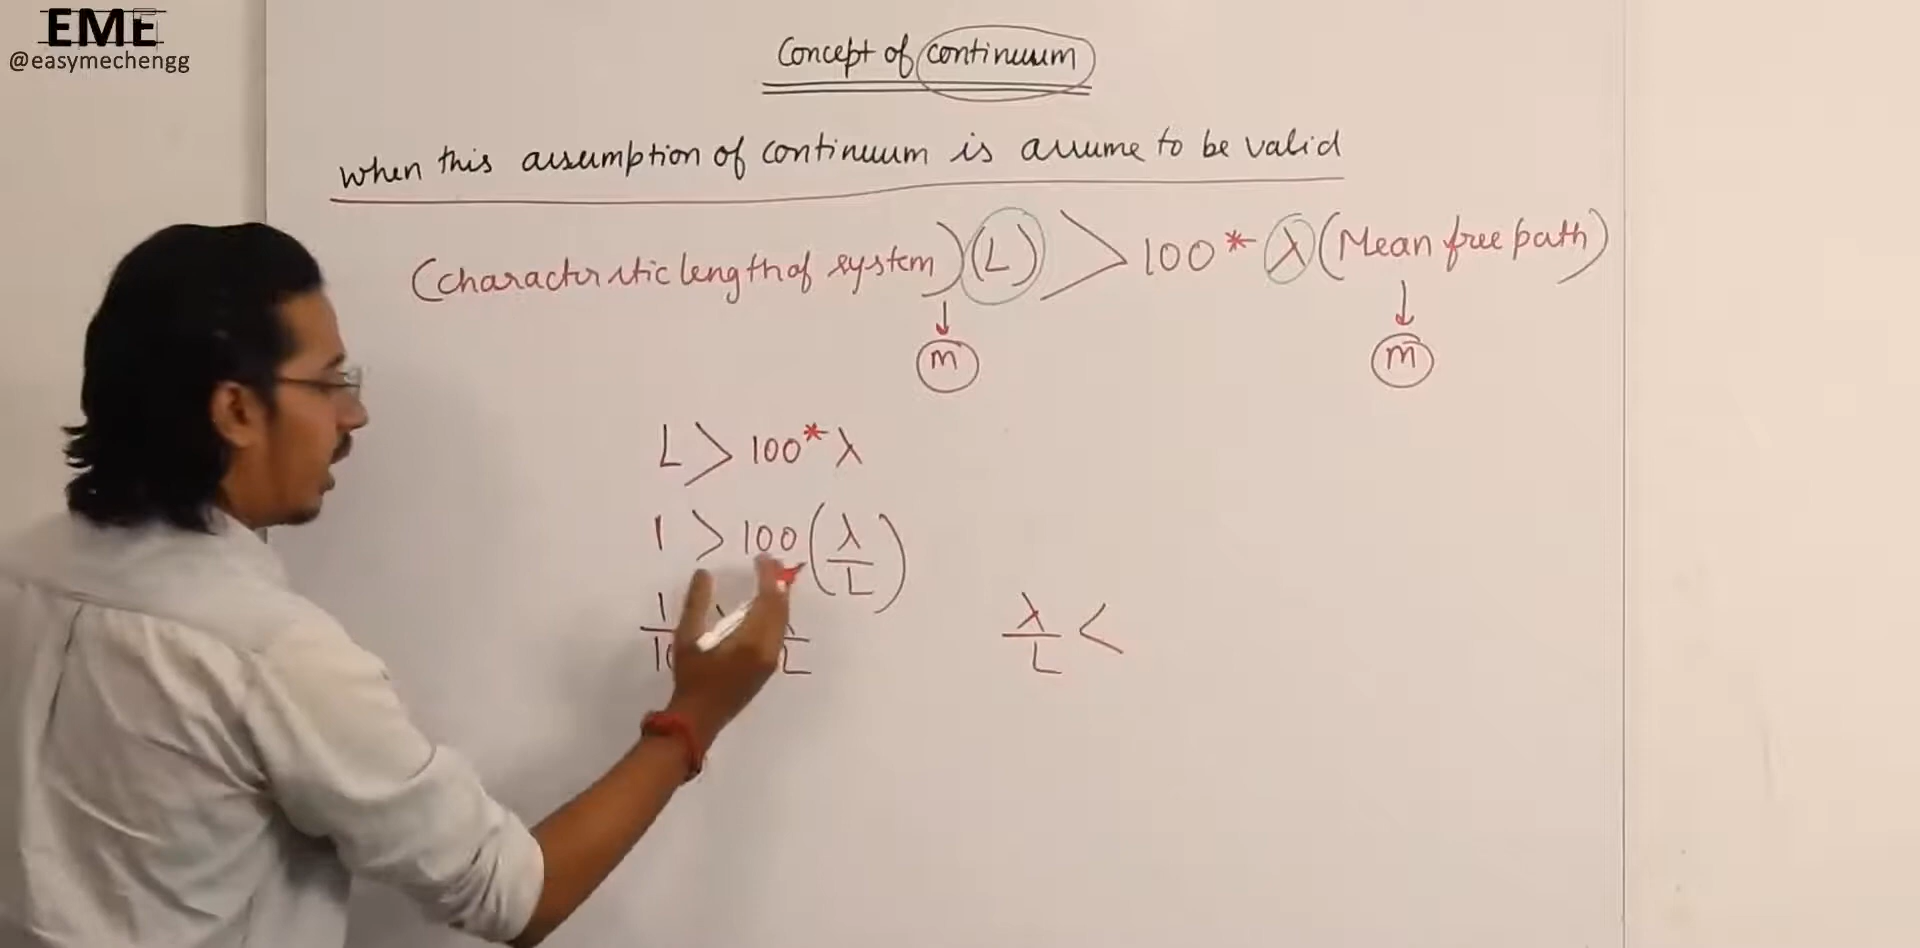 EME
@easymechengg
Concept of continuum
when this assumption of continuum is assume to be valid
(characteristic length of system)(L) > 100 * λ (Mean free path)
↓ ↓
m m
L > 100 * λ
1 > 100 (λ/L)
λ/L <